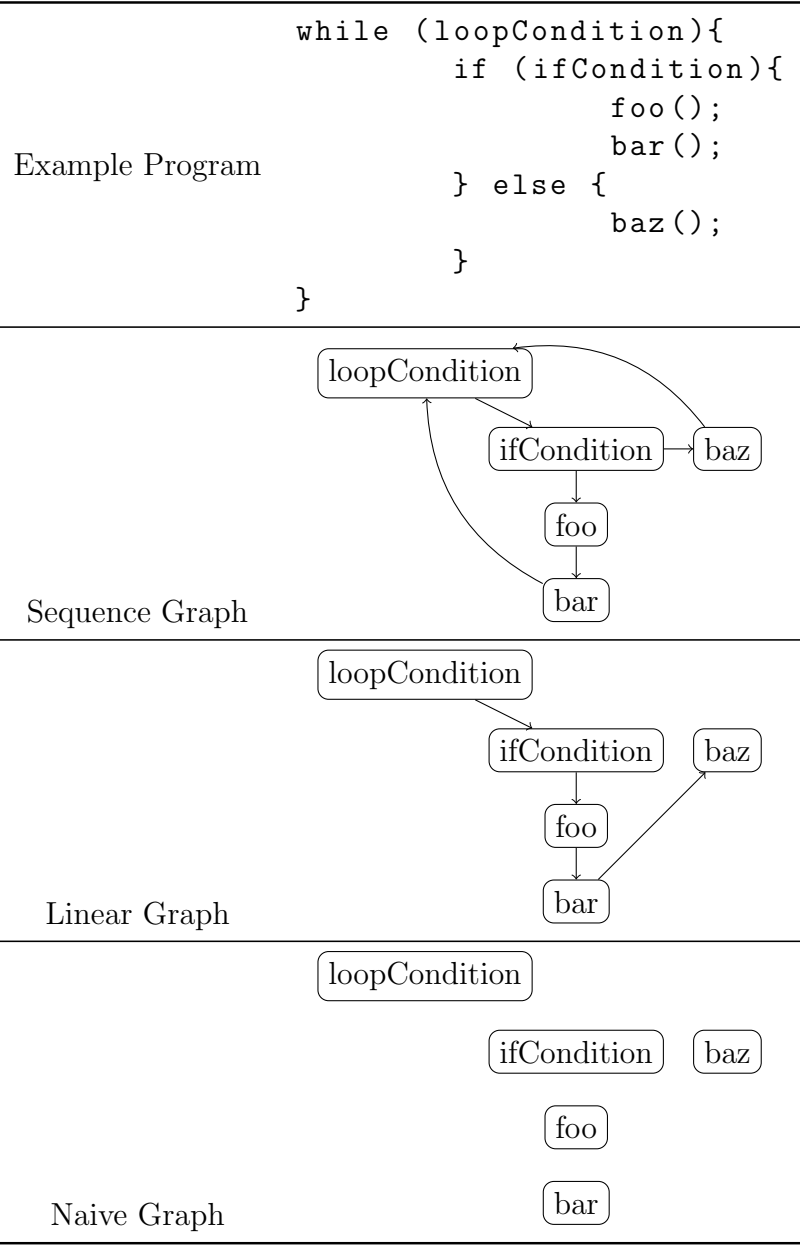 Example Program
while (loopCondition){
if (ifCondition){
foo();
bar();
} else {
baz();
}
}
Sequence Graph
loopCondition
ifCondition
baz
foo
bar
Linear Graph
loopCondition
ifCondition
baz
foo
bar
Naive Graph
loopCondition
ifCondition
baz
foo
bar